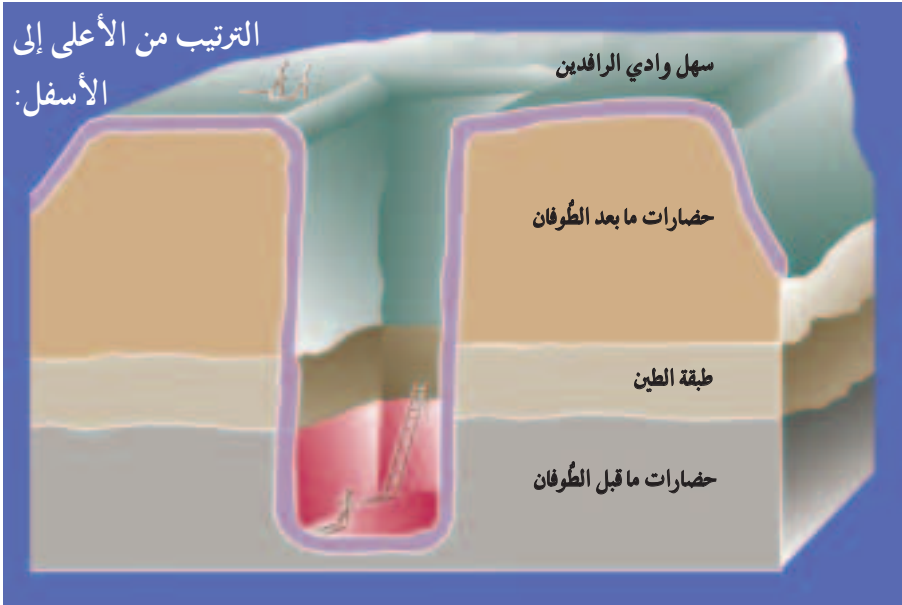 الترتيب من الأعلى إلى
الأسفل:
سهل وادي الرافدين
حضارات ما بعد الطُّوفان
طبقة الطين
حضارات ما قبل الطُّوفان